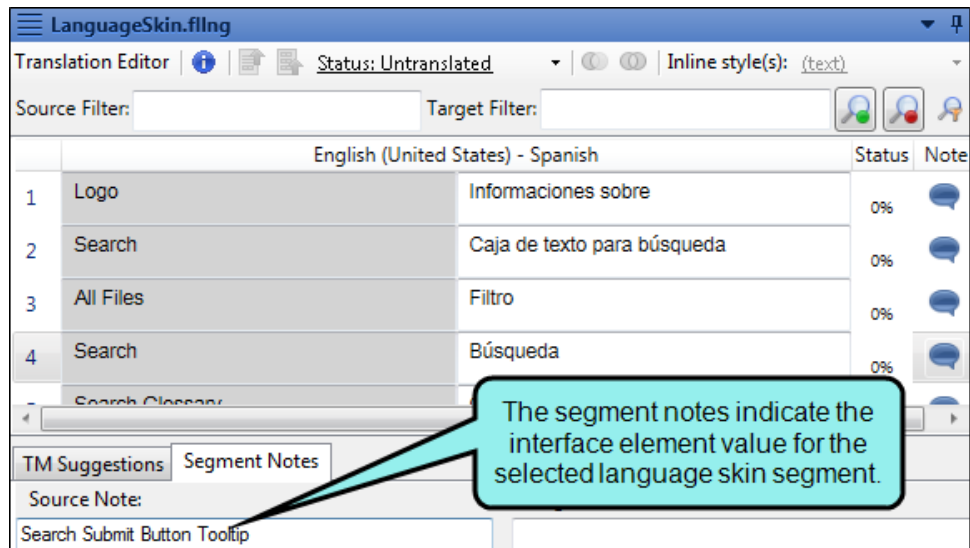 LanguageSkin.fllng
Translation Editor Status: Untranslated Inline style(s): (text)
Source Filter: Target Filter:
English (United States) - Spanish Status Note
1 Logo Informaciones sobre 0%
2 Search Caja de texto para búsqueda 0%
3 All Files Filtro 0%
4 Search Búsqueda 0%
Search Glossary
The segment notes indicate the
interface element value for the
selected language skin segment.
TM Suggestions Segment Notes
Source Note:
Search Submit Button Tooltip